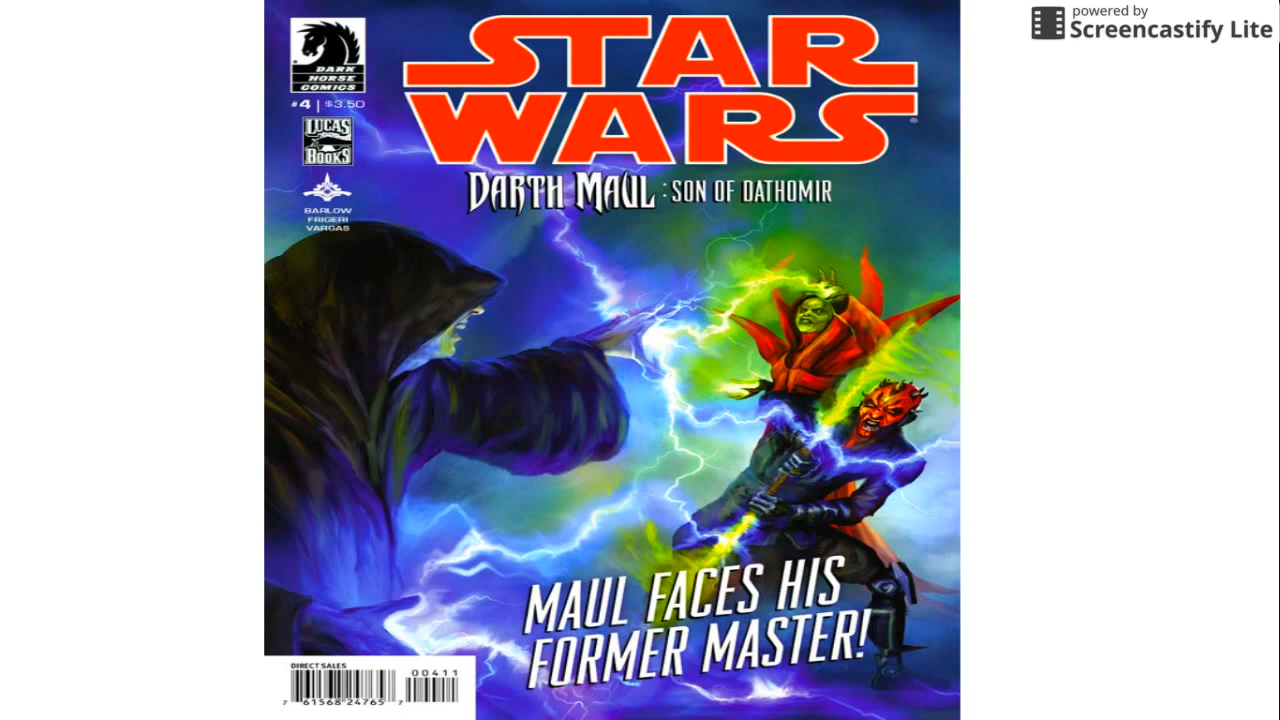 powered by
Screencastify Lite
STAR
WARS®
DARTH MAUL : SON OF DATHOMIR
DARK
HORSE
COMICS
#4 | $3.50
LUCAS
BOOKS
BARLOW
FRIGERI
VARGAS
MAUL FACES HIS
FORMER MASTER!
DIRECT SALES
00411
7 61568 24765 7